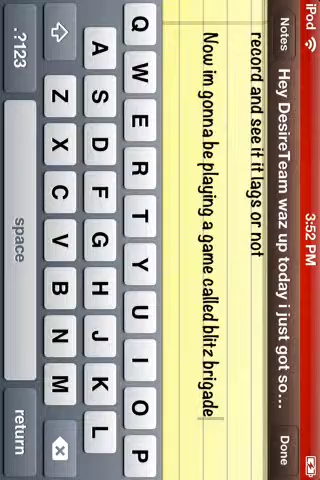 iPod 3:52 PM
Notes Hey DesireTeam waz up today i just got so... Done
record and see it it lags or not
Now im gonna be playing a game called blitz brigade
Q W E R T Y U I O P
A S D F G H J K L
Z X C V B N M
.?123 space return